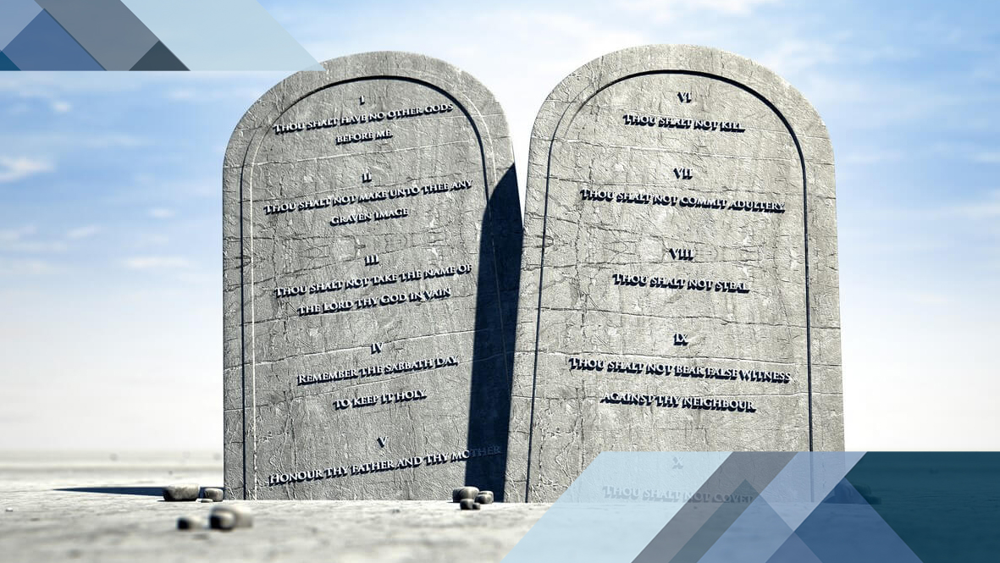 I
THOU SHALT HAVE NO OTHER GODS
BEFORE ME.
II
THOU SHALT NOT MAKE UNTO THEE ANY
GRAVEN IMAGE
III
THOU SHALT NOT TAKE THE NAME OF
THE LORD THY GOD IN VAIN
IV
REMEMBER THE SABBATH DAY,
TO KEEP IT HOLY.
V
HONOUR THY FATHER AND THY MOTHER
VI
THOU SHALT NOT KILL.
VII
THOU SHALT NOT COMMIT ADULTERY.
VIII
THOU SHALT NOT STEAL
IX
THOU SHALT NOT BEAR FALSE WITNESS
AGAINST THY NEIGHBOUR.
X
THOU SHALT NOT COVET